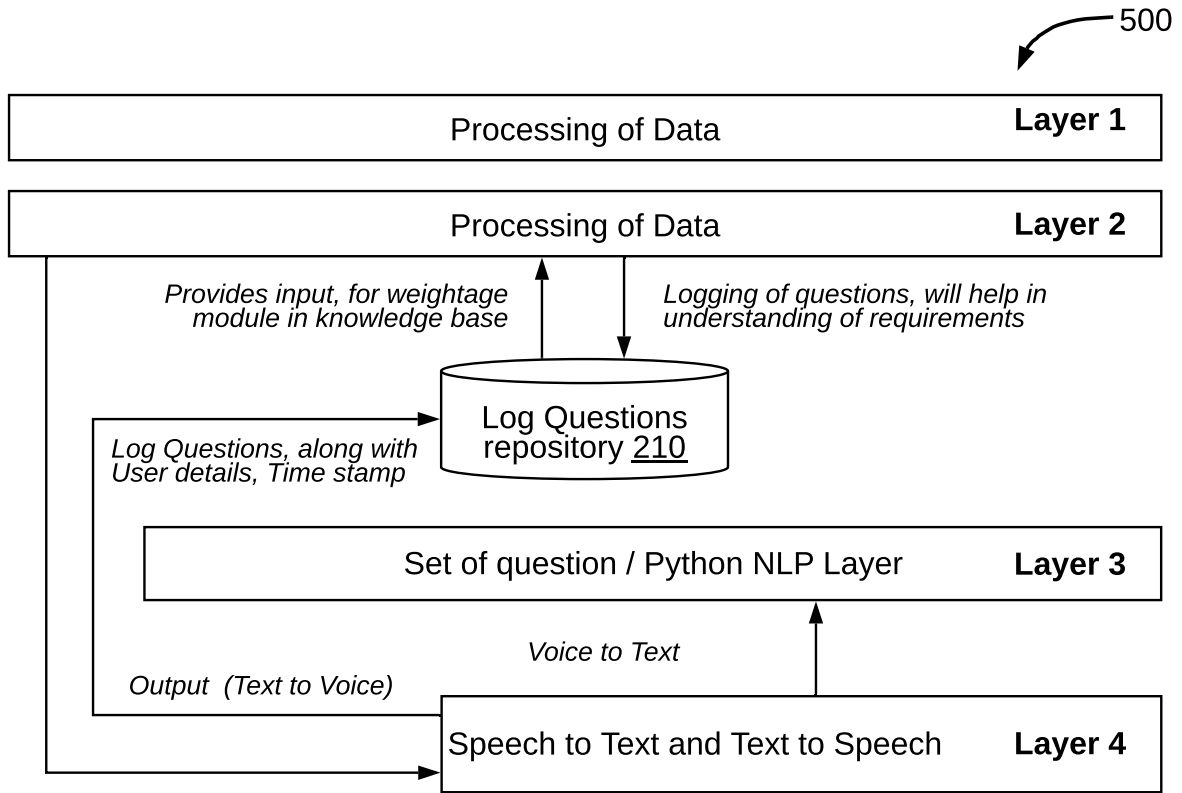 500
Processing of Data
Layer 1
Processing of Data
Layer 2
Provides input, for weightage
module in knowledge base
Logging of questions, will help in
understanding of requirements
Log Questions
repository 210
Log Questions, along with
User details, Time stamp
Set of question / Python NLP Layer
Layer 3
Voice to Text
Output (Text to Voice)
Speech to Text and Text to Speech
Layer 4